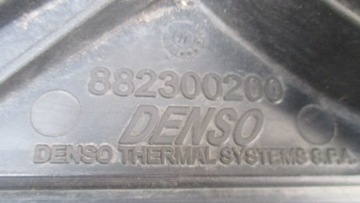 882300200
DENSO
DENSO THERMAL SYSTEMS S.P.A